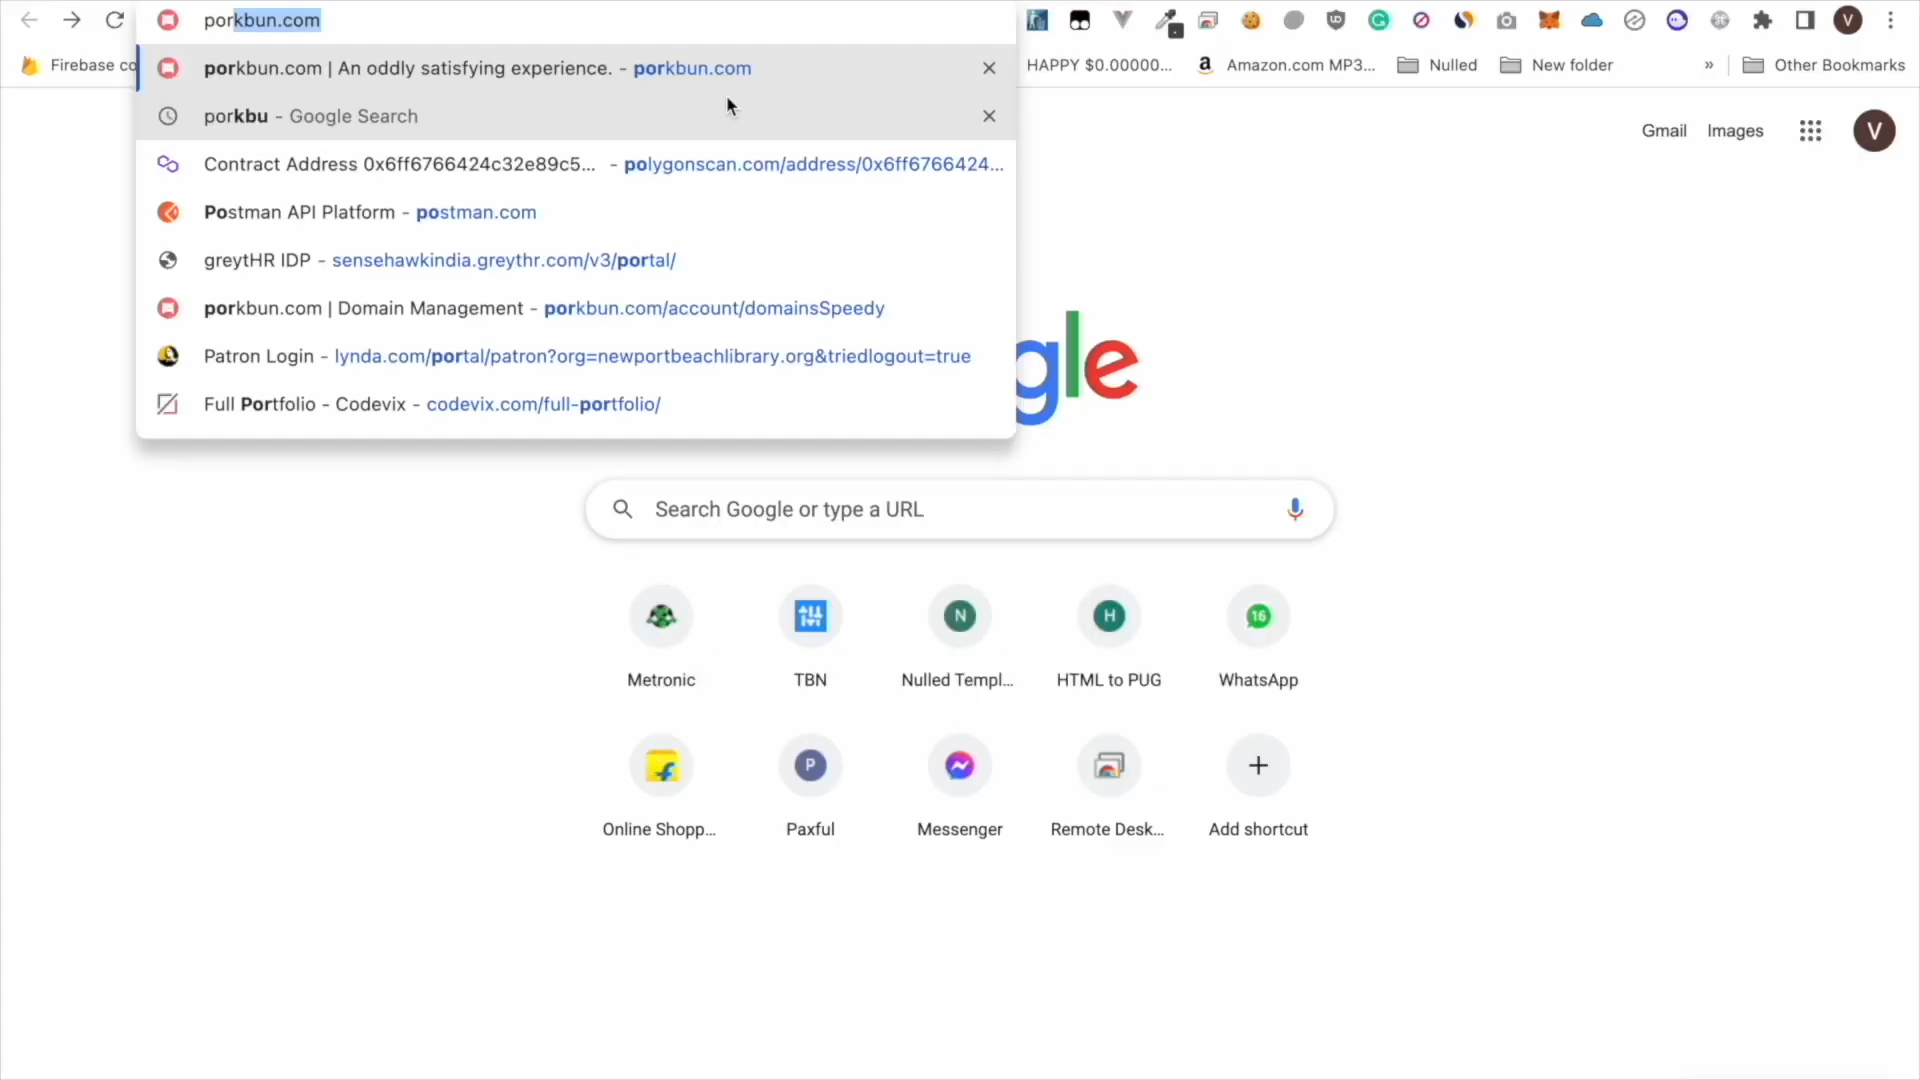 porkbun.com
Firebase co
porkbun.com | An oddly satisfying experience. - porkbun.com
porkbu - Google Search
Contract Address 0x6ff6766424c32e89c5... - polygonscan.com/address/0x6ff6766424...
Postman API Platform - postman.com
greytHR IDP - sensehawkindia.greythr.com/v3/portal/
porkbun.com | Domain Management - porkbun.com/account/domainsSpeedy
Patron Login - lynda.com/portal/patron?org=newportbeachlibrary.org&triedlogout=true
Full Portfolio - Codevix - codevix.com/full-portfolio/
HAPPY $0.00000...
Amazon.com MP3...
Nulled
New folder
»
Other Bookmarks
V
Gmail
Images
V
gle
Search Google or type a URL
Metronic
TBN
N
Nulled Templ...
H
HTML to PUG
16
WhatsApp
Online Shopp...
P
Paxful
Messenger
Remote Desk...
Add shortcut